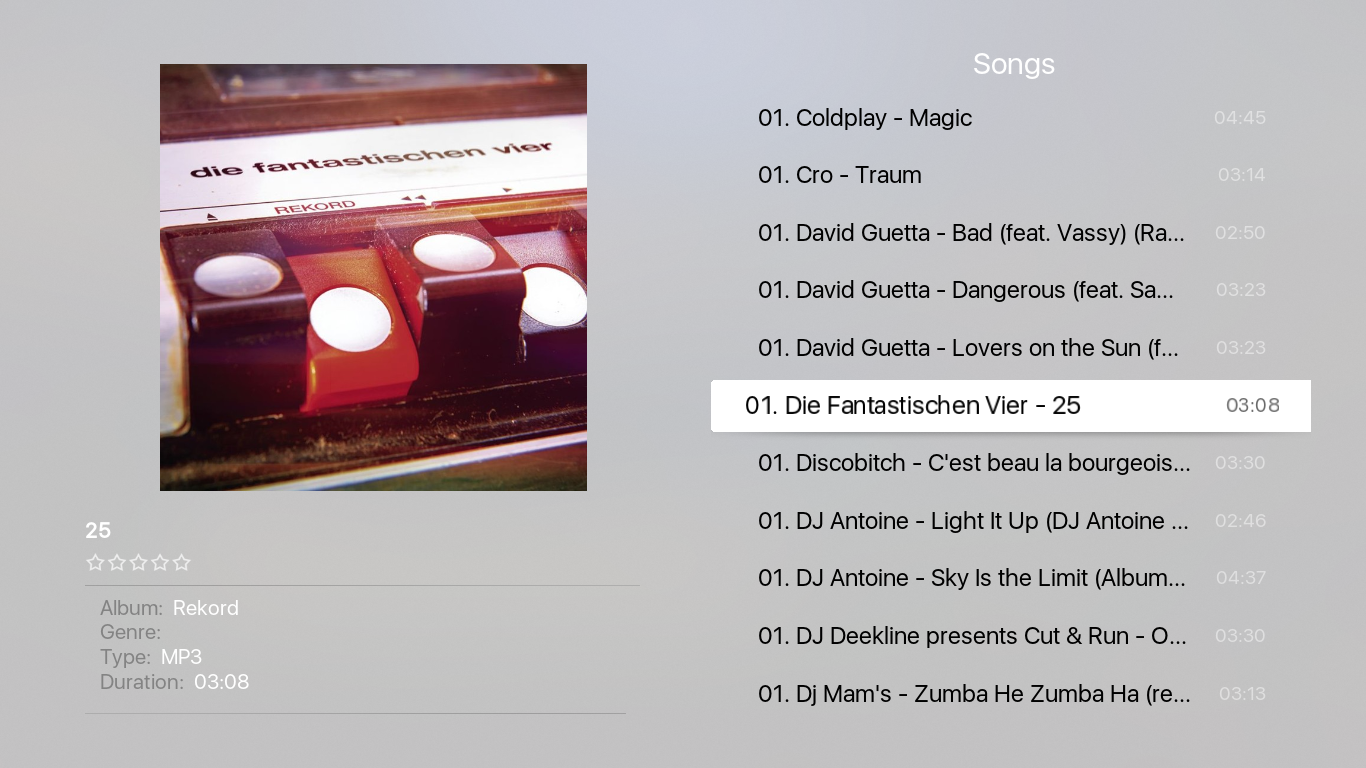 die fantastischen vier
REKORD
25
Album: Rekord
Genre:
Type: MP3
Duration: 03:08
Songs
01. Coldplay - Magic 04:45
01. Cro - Traum 03:14
01. David Guetta - Bad (feat. Vassy) (Ra... 02:50
01. David Guetta - Dangerous (feat. Sa... 03:23
01. David Guetta - Lovers on the Sun (f... 03:23
01. Die Fantastischen Vier - 25 03:08
01. Discobitch - C'est beau la bourgeois... 03:30
01. DJ Antoine - Light It Up (DJ Antoine ... 02:46
01. DJ Antoine - Sky Is the Limit (Album... 04:37
01. DJ Deekline presents Cut & Run - O... 03:30
01. Dj Mam's - Zumba He Zumba Ha (re... 03:13